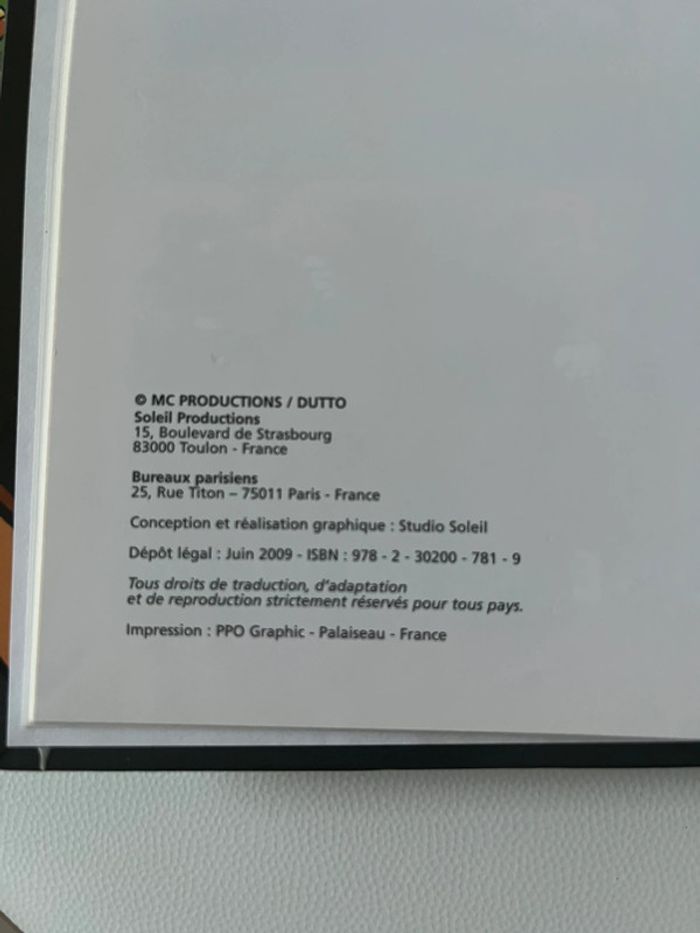 © MC PRODUCTIONS / DUTTO
Soleil Productions
15, Boulevard de Strasbourg
83000 Toulon - France
Bureaux parisiens
25, Rue Titon – 75011 Paris - France
Conception et réalisation graphique : Studio Soleil
Dépôt légal : Juin 2009 - ISBN : 978 - 2 - 30200 - 781 - 9
Tous droits de traduction, d'adaptation
et de reproduction strictement réservés pour tous pays.
Impression : PPO Graphic - Palaiseau - France